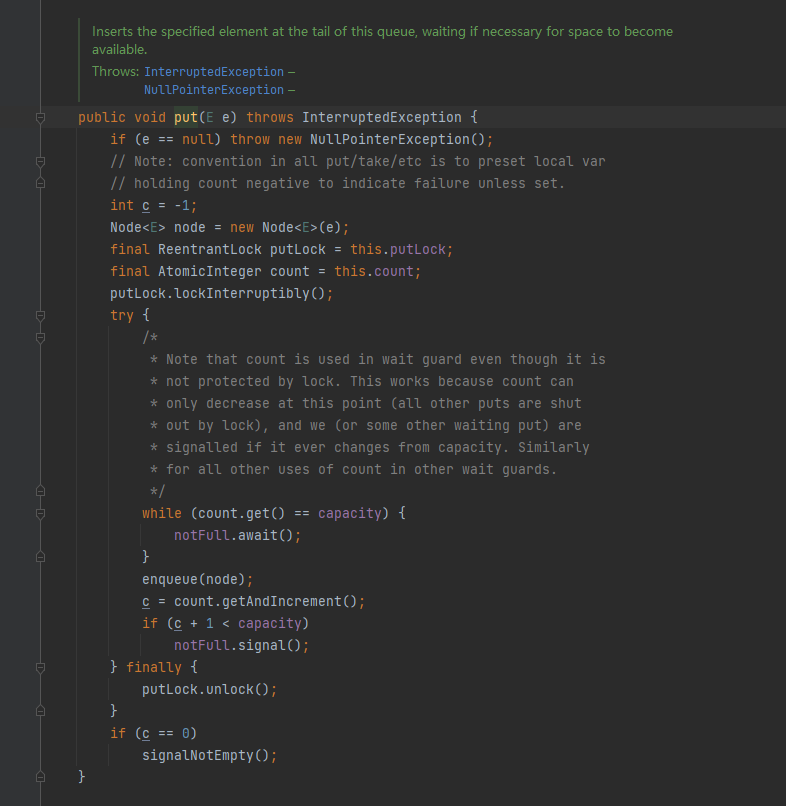 Inserts the specified element at the tail of this queue, waiting if necessary for space to become
available.
Throws: InterruptedException –
NullPointerException –
public void put(E e) throws InterruptedException {
if (e == null) throw new NullPointerException();
// Note: convention in all put/take/etc is to preset local var
// holding count negative to indicate failure unless set.
int c = -1;
Node<E> node = new Node<E>(e);
final ReentrantLock putLock = this.putLock;
final AtomicInteger count = this.count;
putLock.lockInterruptibly();
try {
/*
* Note that count is used in wait guard even though it is
* not protected by lock. This works because count can
* only decrease at this point (all other puts are shut
* out by lock), and we (or some other waiting put) are
* signalled if it ever changes from capacity. Similarly
* for all other uses of count in other wait guards.
*/
while (count.get() == capacity) {
notFull.await();
}
enqueue(node);
c = count.getAndIncrement();
if (c + 1 < capacity)
notFull.signal();
} finally {
putLock.unlock();
}
if (c == 0)
signalNotEmpty();
}